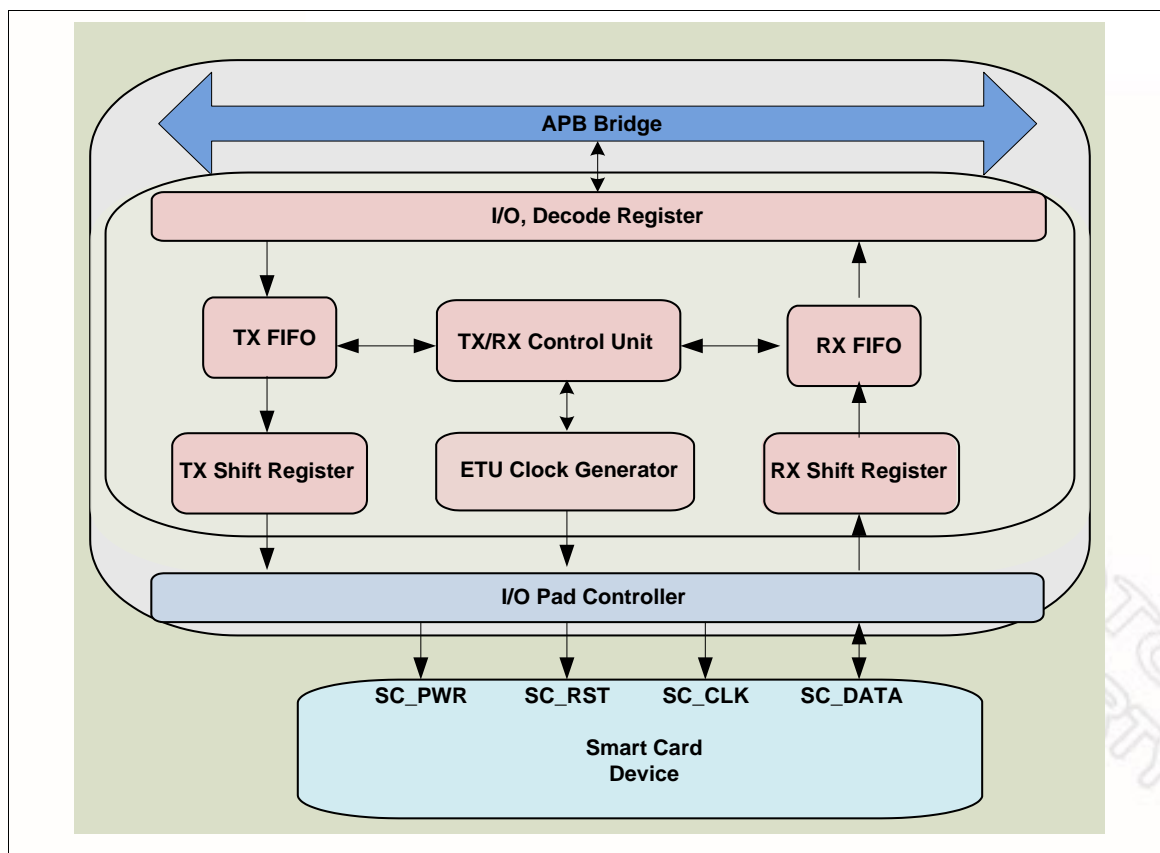 APB Bridge
I/O, Decode Register
TX FIFO
TX/RX Control Unit
RX FIFO
TX Shift Register
ETU Clock Generator
RX Shift Register
I/O Pad Controller
SC_PWR
SC_RST
SC_CLK
SC_DATA
Smart Card
Device